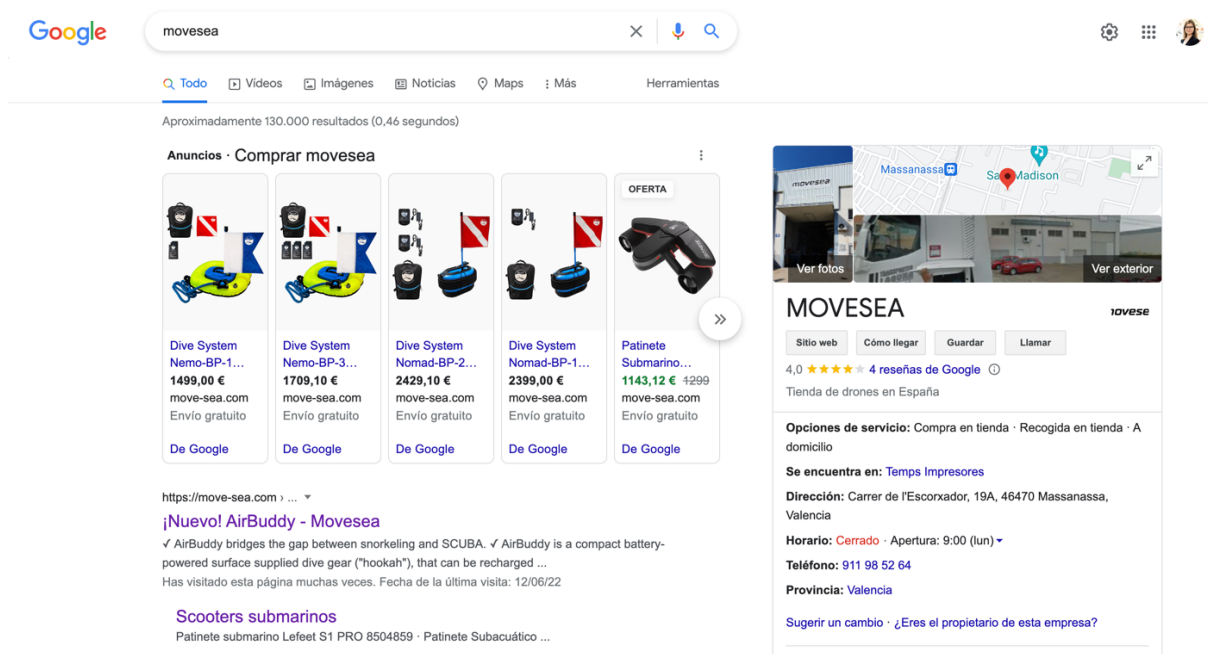 Google
movesea
Todo
Vídeos
Imágenes
Noticias
Maps
Más
Herramientas
Aproximadamente 130.000 resultados (0,46 segundos)
Anuncios · Comprar movesea
Dive System
Nemo-BP-1...
1499,00 €
move-sea.com
Envío gratuito
De Google
Dive System
Nemo-BP-3...
1709,10 €
move-sea.com
Envío gratuito
De Google
Dive System
Nomad-BP-2...
2429,10 €
move-sea.com
Envío gratuito
De Google
Dive System
Nomad-BP-1...
2399,00 €
move-sea.com
Envío gratuito
De Google
OFERTA
Patinete
Submarino...
1143,12 € 1299
move-sea.com
Envío gratuito
De Google
https://move-sea.com › ...
¡Nuevo! AirBuddy - Movesea
✓ AirBuddy bridges the gap between snorkeling and SCUBA. ✓ AirBuddy is a compact battery-
powered surface supplied dive gear ("hookah"), that can be recharged ...
Has visitado esta página muchas veces. Fecha de la última visita: 12/06/22
Scooters submarinos
Patinete submarino Lefeet S1 PRO 8504859 · Patinete Subacuático ...
movesea
Ver fotos
Massanassa
Madison
Ver exterior
MOVESEA
movese
Sitio web
Cómo llegar
Guardar
Llamar
4,0 4 reseñas de Google
Tienda de drones en España
Opciones de servicio: Compra en tienda · Recogida en tienda · A
domicilio
Se encuentra en: Temps Impresores
Dirección: Carrer de l'Escorxador, 19A, 46470 Massanassa,
Valencia
Horario: Cerrado · Apertura: 9:00 (lun)
Teléfono: 911 98 52 64
Provincia: Valencia
Sugerir un cambio · ¿Eres el propietario de esta empresa?